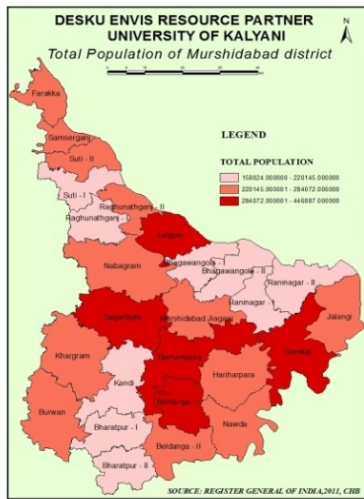 DESKU ENVIS RESOURCE PARTNER
UNIVERSITY OF KALYANI
Total Population of Murshidabad district
N
Farakka
Samserganj
Suti - II
LEGEND
TOTAL POPULATION
158024.000000 - 220145.000000
220145.000001 - 284072.000000
284072.000001 - 446887.000000
Suti - I
Raghunathganj - II
Raghunathganj - I
Lalgola
Bhagawangola - I
Bhagawangola - II
Nabagram
Raninagar - II
Raninagar - I
Jalangi
Sagardighi
Murshidabad Jiaganj
Domkal
Berhampore
Khargram
Hariharpara
Kandi
Beldanga - I
Burwan
Nawda
Bharatpur - I
Beldanga - II
Bharatpur - II
SOURCE: REGISTER GENERAL OF INDIA,2011, CHB